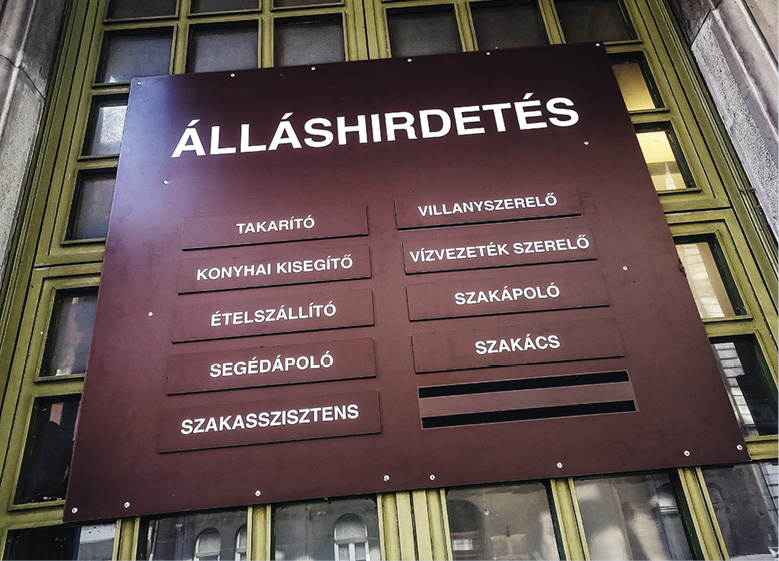 ÁLLÁSHIRDETÉS
TAKARÍTÓ
KONYHAI KISEGÍTŐ
ÉTELSZÁLLÍTÓ
SEGÉDÁPOLÓ
SZAKASSZISZTENS
VILLANYSZERELŐ
VÍZVEZETÉK SZERELŐ
SZAKÁPOLÓ
SZAKÁCS